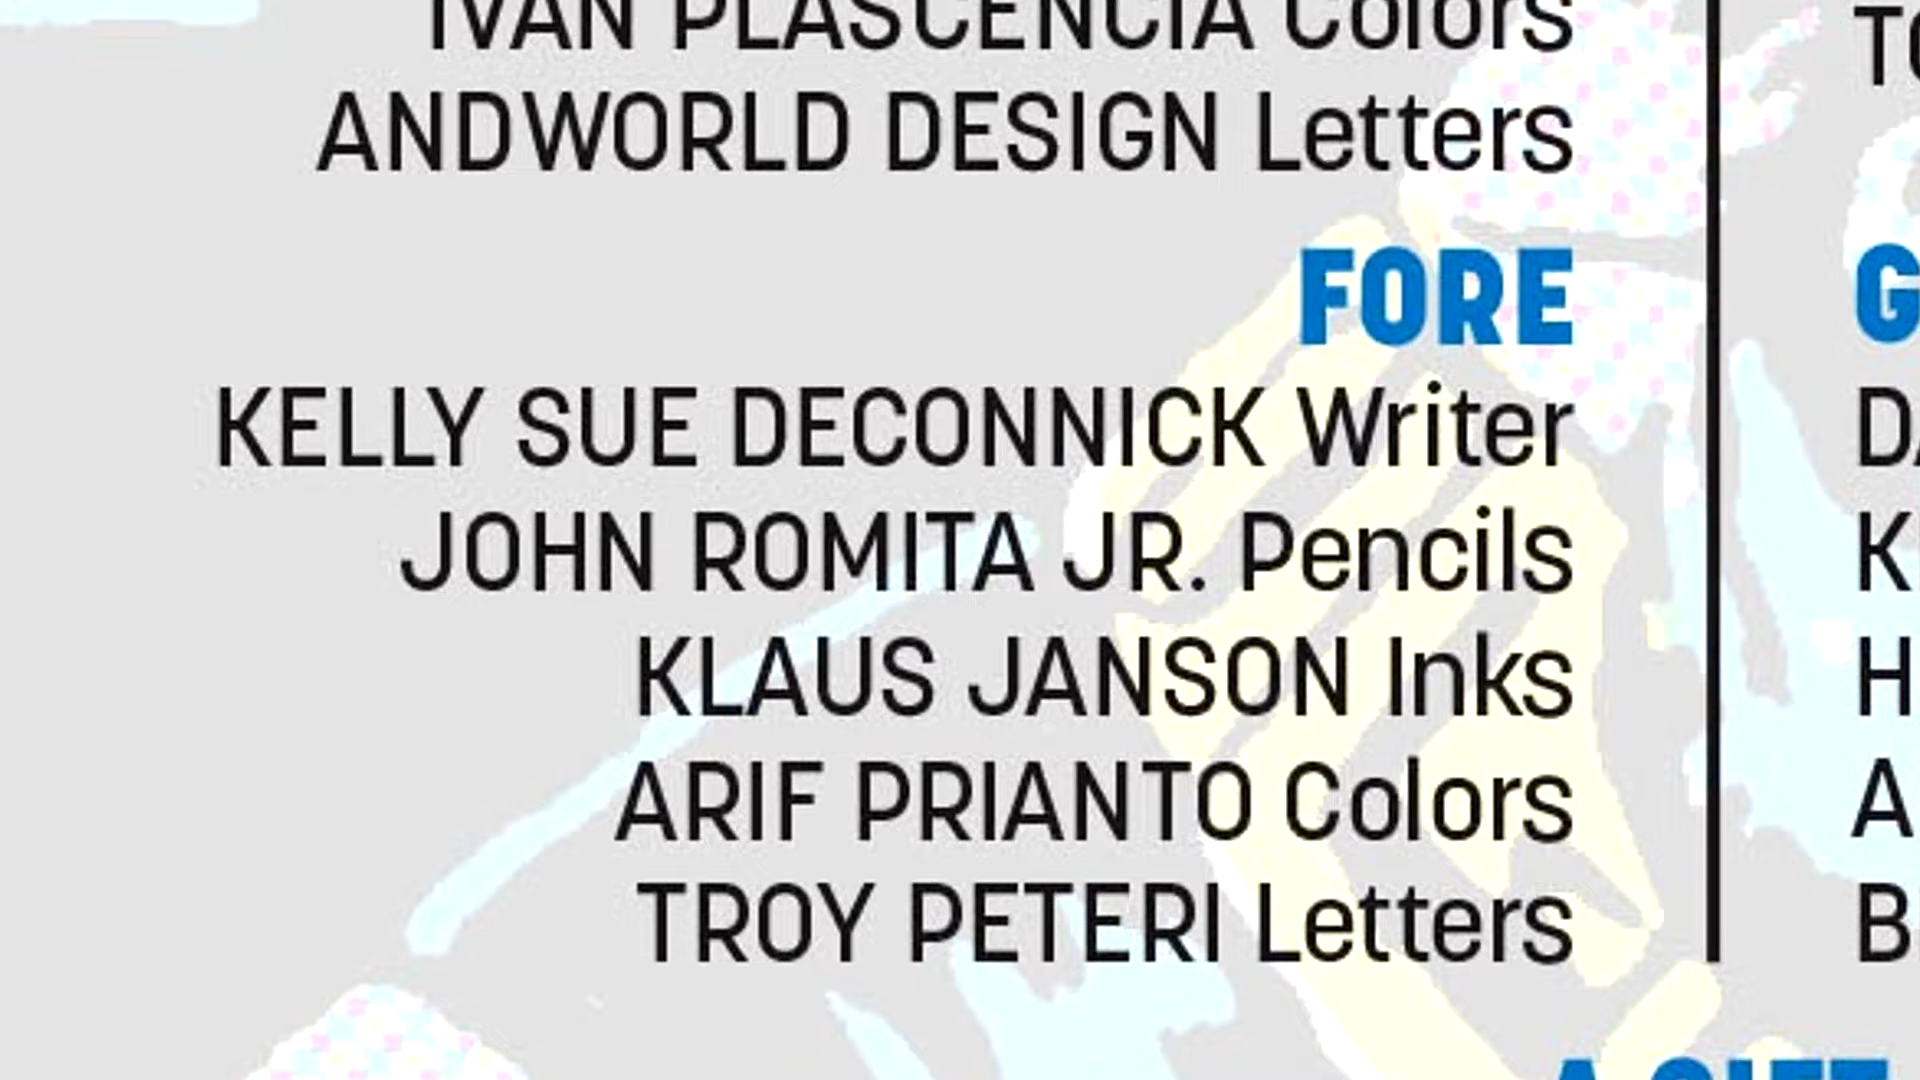 IVAN PLASCENCIA Colors
ANDWORLD DESIGN Letters
FORE
KELLY SUE DECONNICK Writer
JOHN ROMITA JR. Pencils
KLAUS JANSON Inks
ARIF PRIANTO Colors
TROY PETERI Letters
A GIFT